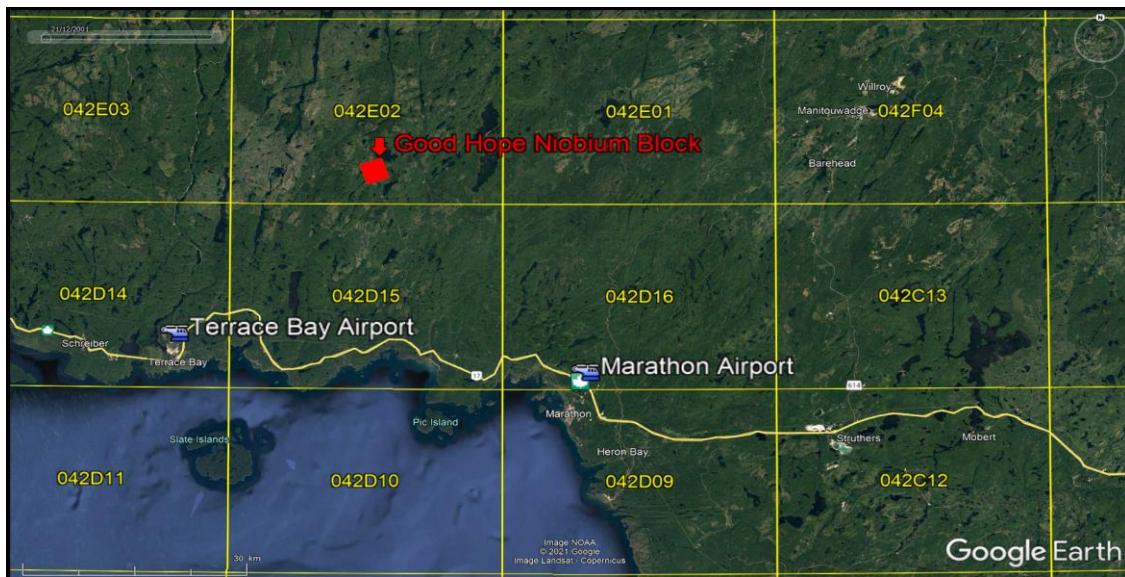 21/12/2001
N
Willroy
042E03
042E02
042E01
Manitouwadge
042F04
Good Hope Niobium Block
Barehead
042D14
042D15
042D16
042C13
Terrace Bay Airport
Schreiber
Terrace Bay
17
Marathon Airport
614
Marathon
Pic Island
Slate Islands
Struthers
Mobert
Heron Bay
042D11
042D10
042D09
042C12
Image NOAA
© 2021 Google
Image Landsat - Copernicus
30 km
Google Earth